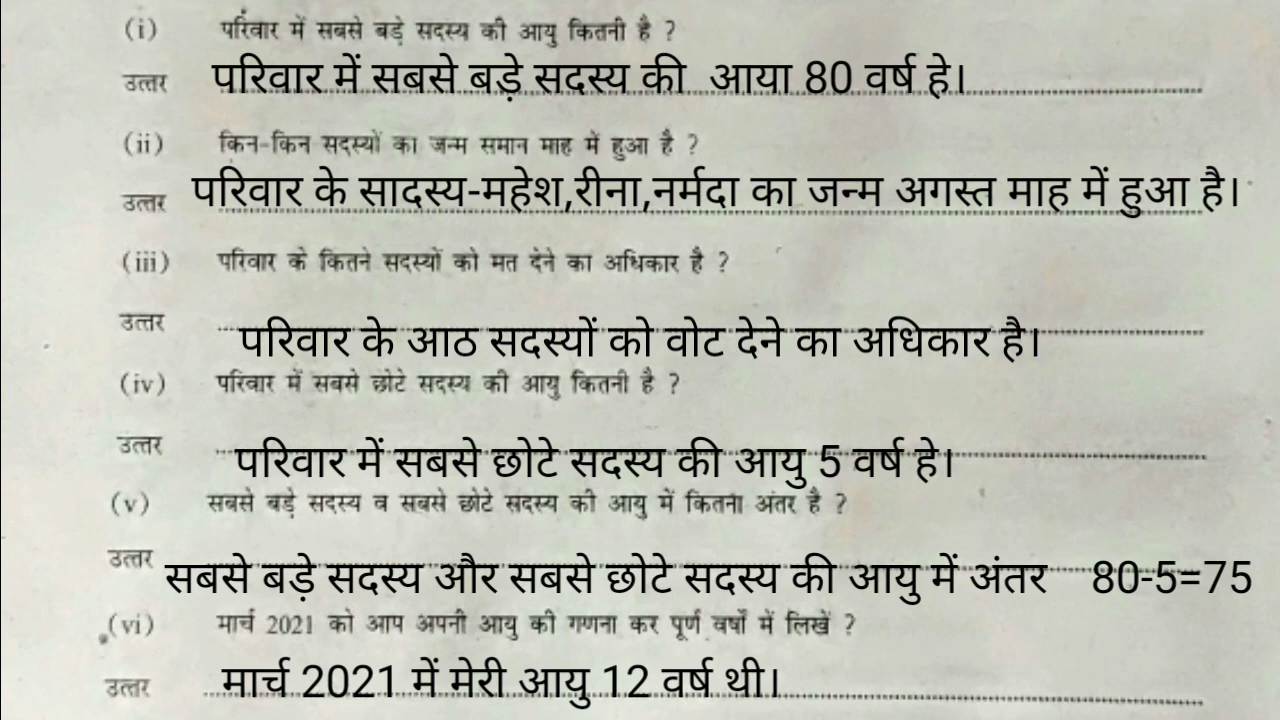 (i) परिवार में सबसे बड़े सदस्य की आयु कितनी है ?
उत्तर परिवार में सबसे बड़े सदस्य की आया 80 वर्ष हे।
(ii) किन-किन सदस्यों का जन्म समान माह में हुआ है ?
उत्तर परिवार के सादस्य-महेश,रीना,नर्मदा का जन्म अगस्त माह में हुआ है।
(iii) परिवार के कितने सदस्यों को मत देने का अधिकार है ?
उत्तर परिवार के आठ सदस्यों को वोट देने का अधिकार है।
(iv) परिवार में सबसे छोटे सदस्य की आयु कितनी है ?
उत्तर परिवार में सबसे छोटे सदस्य की आयु 5 वर्ष हे।
(v) सबसे बड़े सदस्य व सबसे छोटे सदस्य की आयु में कितना अंतर है ?
उत्तर सबसे बड़े सदस्य और सबसे छोटे सदस्य की आयु में अंतर 80-5=75
(vi) मार्च 2021 को आप अपनी आयु की गणना कर पूर्ण वर्षों में लिखें ?
उत्तर मार्च 2021 में मेरी आयु 12 वर्ष थी।